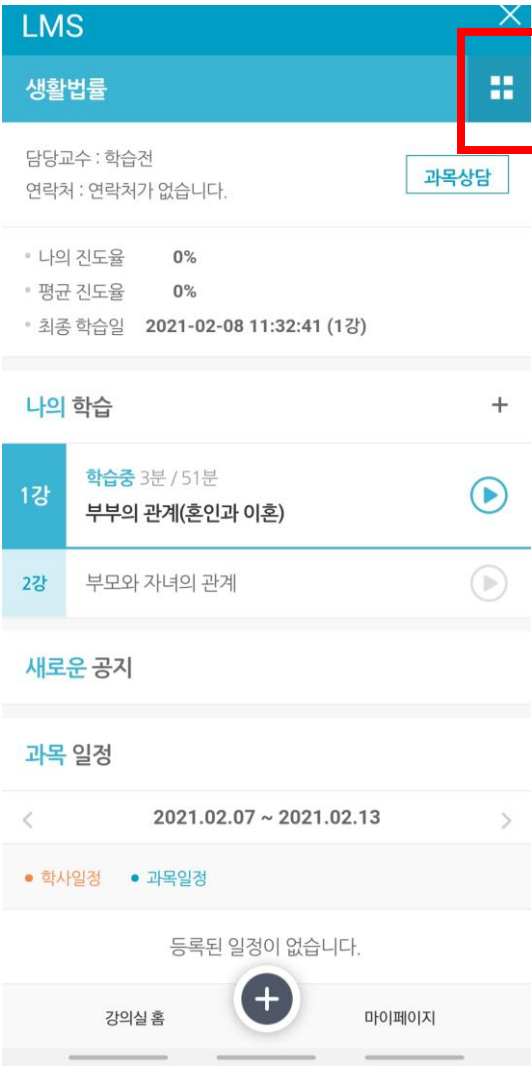 LMS
생활법률
담당교수 : 학습전
연락처 : 연락처가 없습니다.
과목상담
나의 진도율 0%
평균 진도율 0%
최종 학습일 2021-02-08 11:32:41 (1강)
나의 학습
1강
학습중 3분 / 51분
부부의 관계(혼인과 이혼)
2강 부모와 자녀의 관계
새로운 공지
과목 일정
2021.02.07 ~ 2021.02.13
학사일정 과목일정
등록된 일정이 없습니다.
강의실 홈 마이페이지